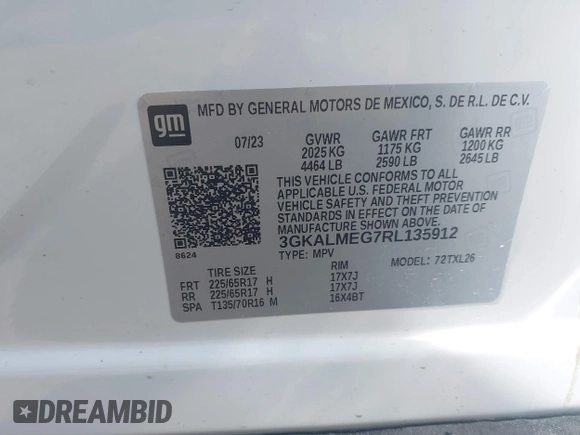 gm
MFD BY GENERAL MOTORS DE MEXICO, S. DE R.L. DE C.V.
07/23 GVWR GAWR FRT GAWR RR
2025 KG 1175 KG 1200 KG
4464 LB 2590 LB 2645 LB
THIS VEHICLE CONFORMS TO ALL
APPLICABLE U.S. FEDERAL MOTOR
VEHICLE SAFETY AND THEFT PREVENTION
STANDARDS IN EFFECT ON THE DATE OF
MANUFACTURE SHOWN ABOVE.
3GKALMEG7RL135912
8624
TYPE: MPV MODEL: 72TXL26
TIRE SIZE RIM
FRT 225/65R17 H 17X7J
RR 225/65R17 H 17X7J
SPA T135/70R16 M 16X4BT
DREAMBID